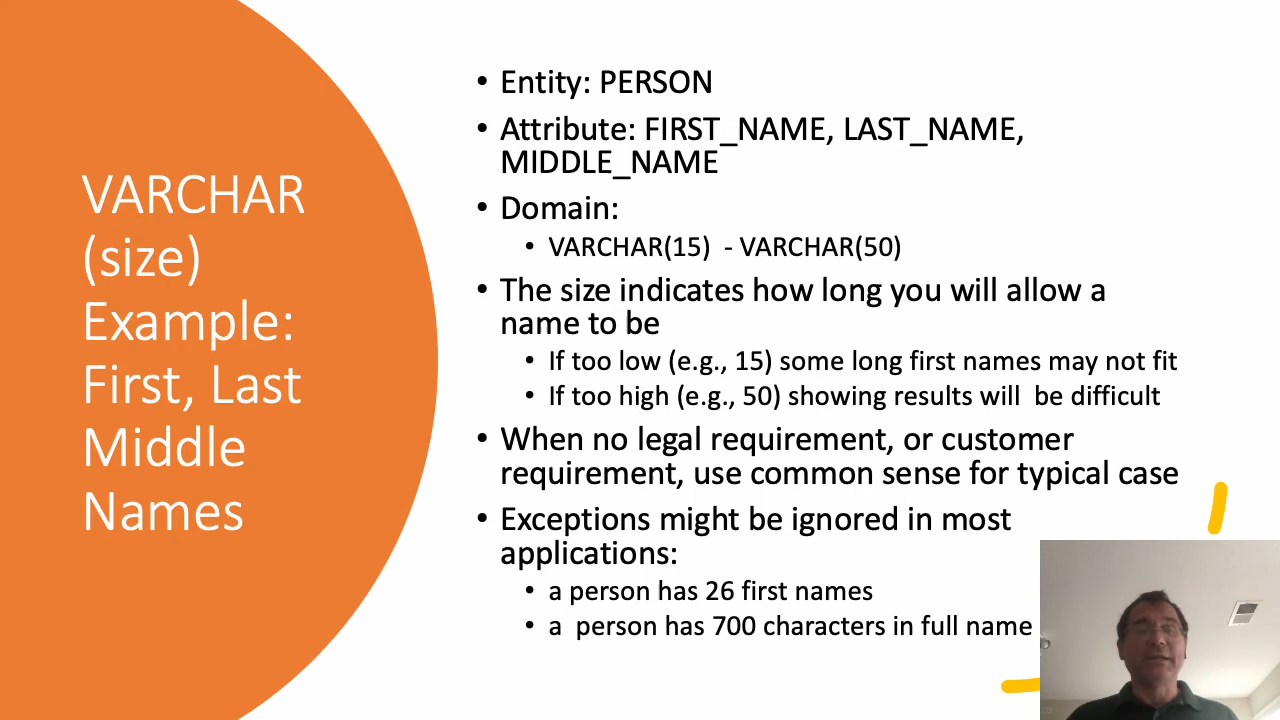 VARCHAR
(size)
Example:
First, Last
Middle
Names
• Entity: PERSON
• Attribute: FIRST_NAME, LAST_NAME,
MIDDLE_NAME
• Domain:
• VARCHAR(15) - VARCHAR(50)
• The size indicates how long you will allow a
name to be
• If too low (e.g., 15) some long first names may not fit
• If too high (e.g., 50) showing results will be difficult
• When no legal requirement, or customer
requirement, use common sense for typical case
• Exceptions might be ignored in most
applications:
• a person has 26 first names
• a person has 700 characters in full name